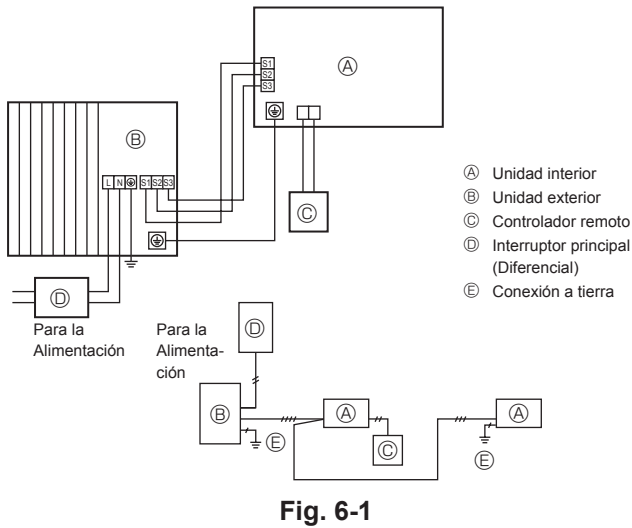 Ⓐ
S1
S2
S3
Ⓑ
L N S1 S2 S3
Ⓒ
Ⓓ
Para la
Alimentación
Ⓐ Unidad interior
Ⓑ Unidad exterior
Ⓒ Controlador remoto
Ⓓ Interruptor principal
(Diferencial)
Ⓔ Conexión a tierra
Para la
Alimenta-
ción
Ⓓ
Ⓑ
Ⓔ
Ⓐ
Ⓒ
Ⓐ
Ⓔ
Fig. 6-1